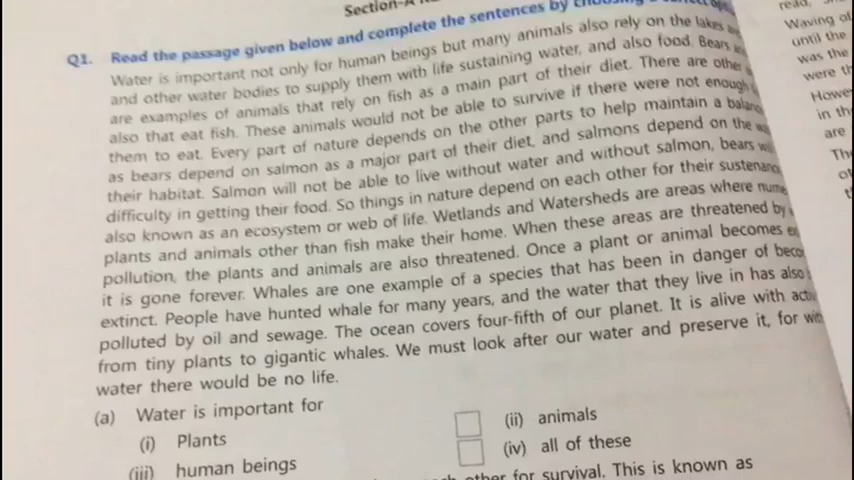 Section-A
Q1. Read the passage given below and complete the sentences by
Water is important not only for human beings but many animals also rely on the lakes
and other water bodies to supply them with life sustaining water, and also food. Bears
are examples of animals that rely on fish as a main part of their diet. There are other
also that eat fish. These animals would not be able to survive if there were not enough
them to eat. Every part of nature depends on the other parts to help maintain a
as bears depend on salmon as a major part of their diet, and salmons depend on the
their habitat. Salmon will not be able to live without water and without salmon, bears
difficulty in getting their food. So things in nature depend on each other for their
also known as an ecosystem or web of life. Wetlands and Watersheds are areas where
plants and animals other than fish make their home. When these areas are threatened by
pollution, the plants and animals are also threatened. Once a plant or animal becomes
it is gone forever. Whales are one example of a species that has been in danger of
extinct. People have hunted whale for many years, and the water that they live in has also
polluted by oil and sewage. The ocean covers four-fifth of our planet. It is alive with
from tiny plants to gigantic whales. We must look after our water and preserve it, for
water there would be no life.
(a) Water is important for
(i) Plants
(ii) animals
(iii) human beings
(iv) all of these
other for survival. This is known as
read,
Waving of
until the
was the
were
in
are